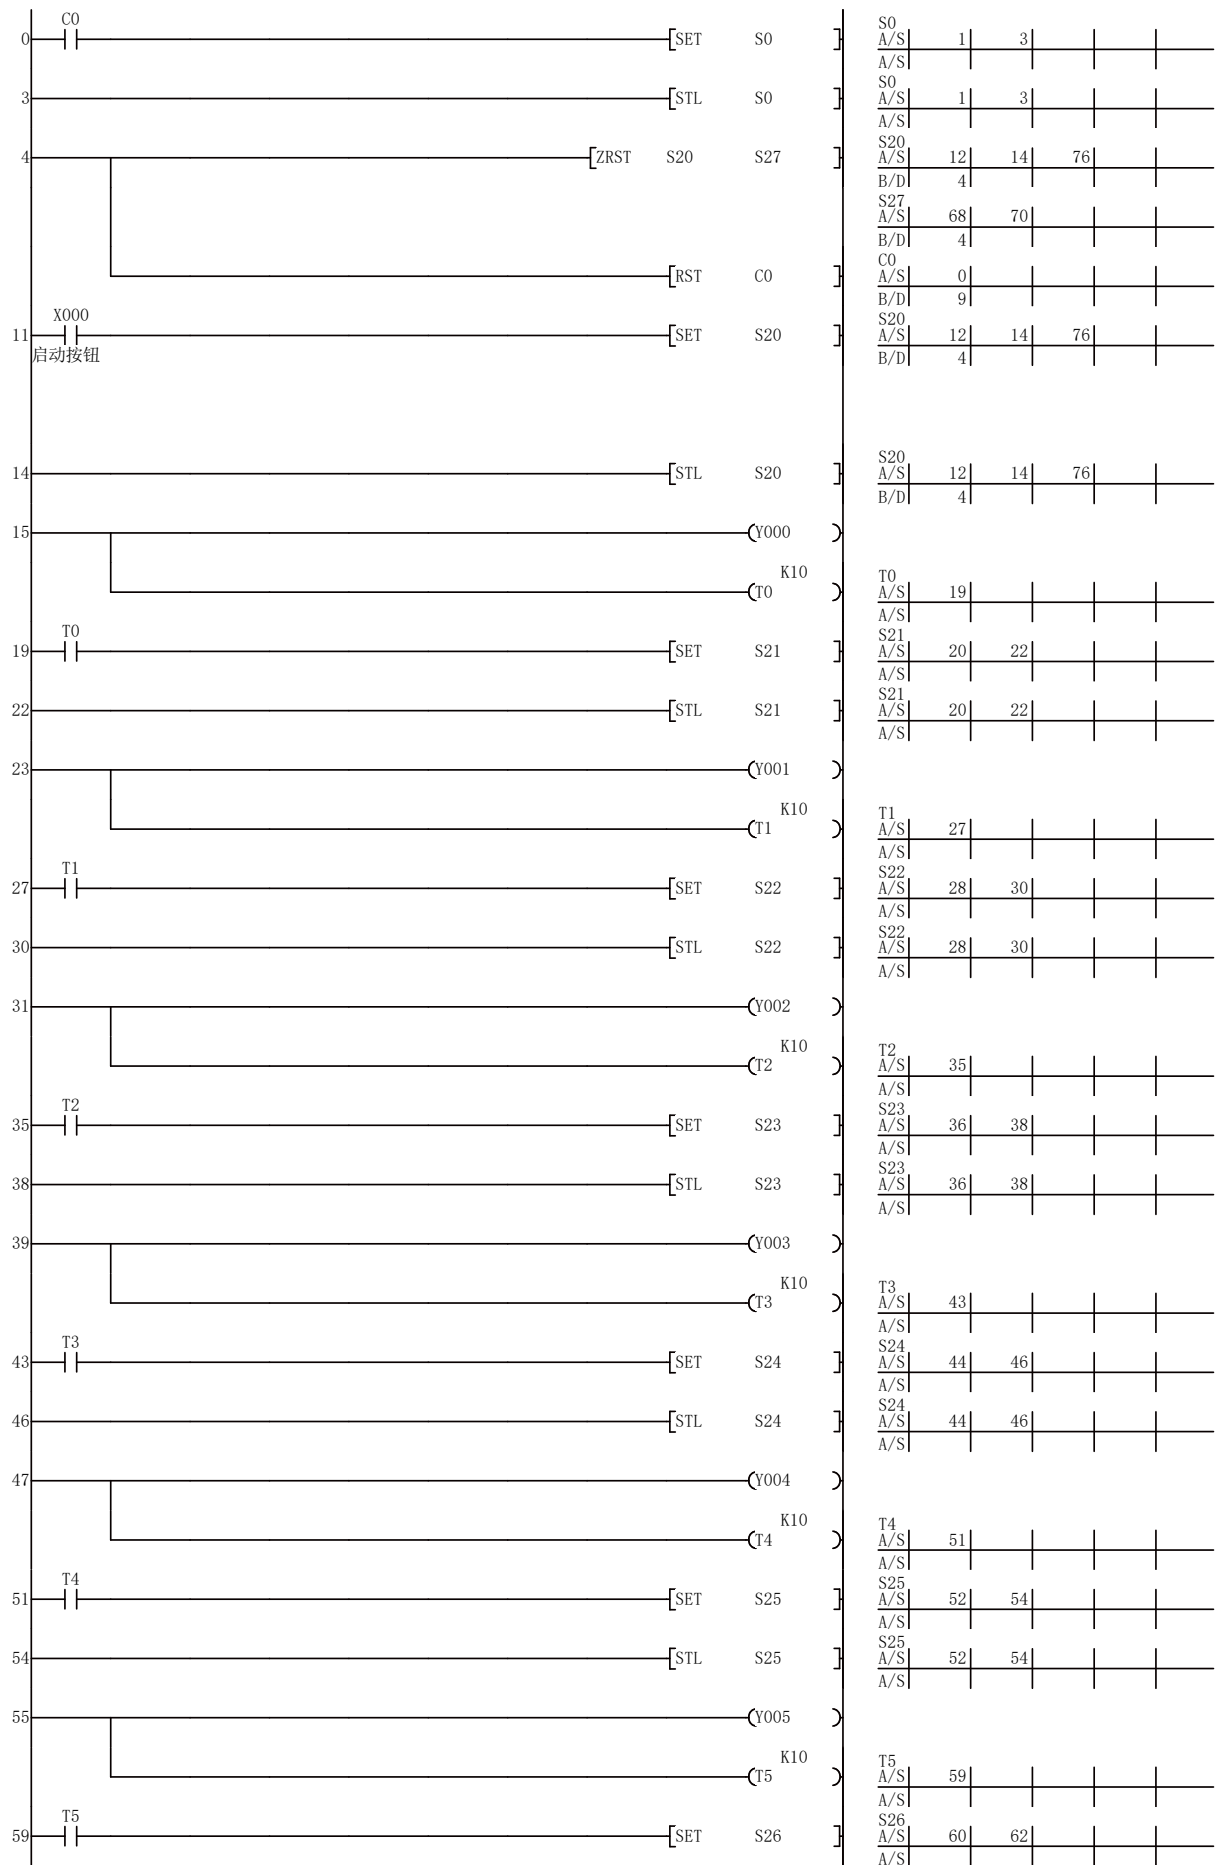 C0 S0
0 SET S0 A/S 1 3
A/S
S0
3 STL S0 A/S 1 3
A/S
S20
4 ZRST S20 S27 A/S 12 14 76
B/D 4
S27
A/S 68 70
B/D 4
C0
RST C0 A/S 0
B/D 9
X000 S20
11 SET S20 A/S 12 14 76
启动按钮 B/D 4
S20
14 STL S20 A/S 12 14 76
B/D 4
15 Y000
K10 T0
T0 A/S 19
A/S
T0 S21
19 SET S21 A/S 20 22
A/S
S21
22 STL S21 A/S 20 22
A/S
23 Y001
K10 T1
T1 A/S 27
A/S
T1 S22
27 SET S22 A/S 28 30
A/S
S22
30 STL S22 A/S 28 30
A/S
31 Y002
K10 T2
T2 A/S 35
A/S
T2 S23
35 SET S23 A/S 36 38
A/S
S23
38 STL S23 A/S 36 38
A/S
39 Y003
K10 T3
T3 A/S 43
A/S
T3 S24
43 SET S24 A/S 44 46
A/S
S24
46 STL S24 A/S 44 46
A/S
47 Y004
K10 T4
T4 A/S 51
A/S
T4 S25
51 SET S25 A/S 52 54
A/S
S25
54 STL S25 A/S 52 54
A/S
55 Y005
K10 T5
T5 A/S 59
A/S
T5 S26
59 SET S26 A/S 60 62
A/S